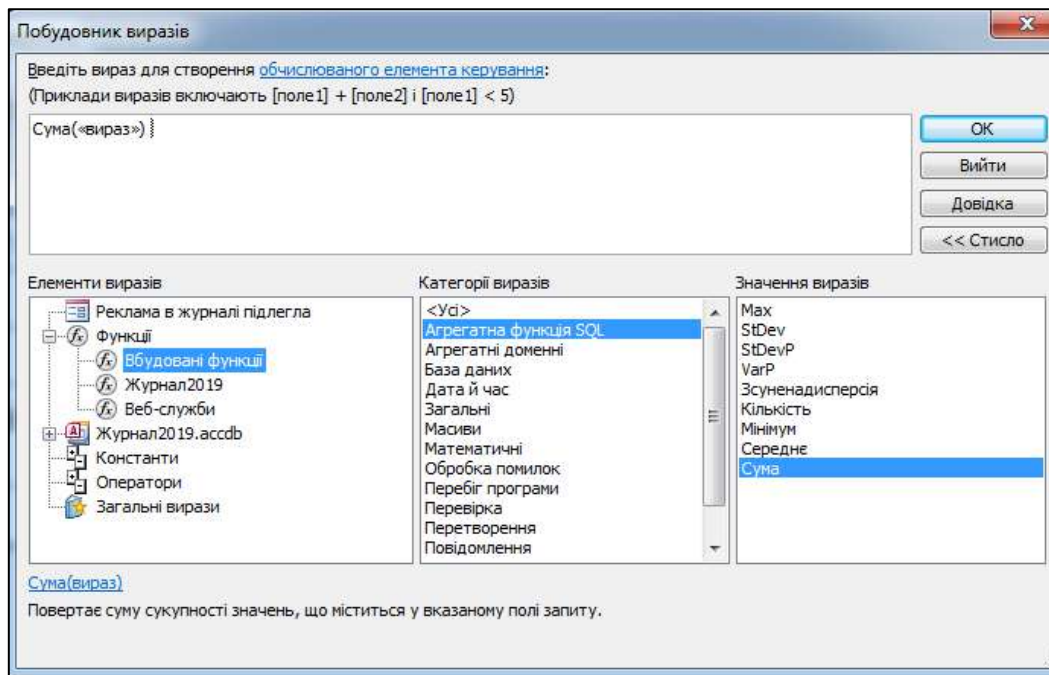 Побудовник виразів
Введіть вираз для створення обчислюваного елемента керування:
(Приклади виразів включають [поле1] + [поле2] і [поле1] < 5)
Сума(«вираз»)
ОК
Вийти
Довідка
<< Стисло
Елементи виразів
Реклама в журналі підлегла
Функції
Вбудовані функції
Журнал2019
Веб-служби
Журнал2019.accdb
Константи
Оператори
Загальні вирази
Категорії виразів
<Усі>
Агрегатна функція SQL
Агрегатні доменні
База даних
Дата й час
Загальні
Масиви
Математичні
Обробка помилок
Перебіг програми
Перевірка
Перетворення
Повідомлення
Значення виразів
Max
StDev
StDevP
VarP
Зсуненадисперсія
Кількість
Мінімум
Середнє
Сума
Сума(вираз)
Повертає суму сукупності значень, що міститься у вказаному полі запиту.